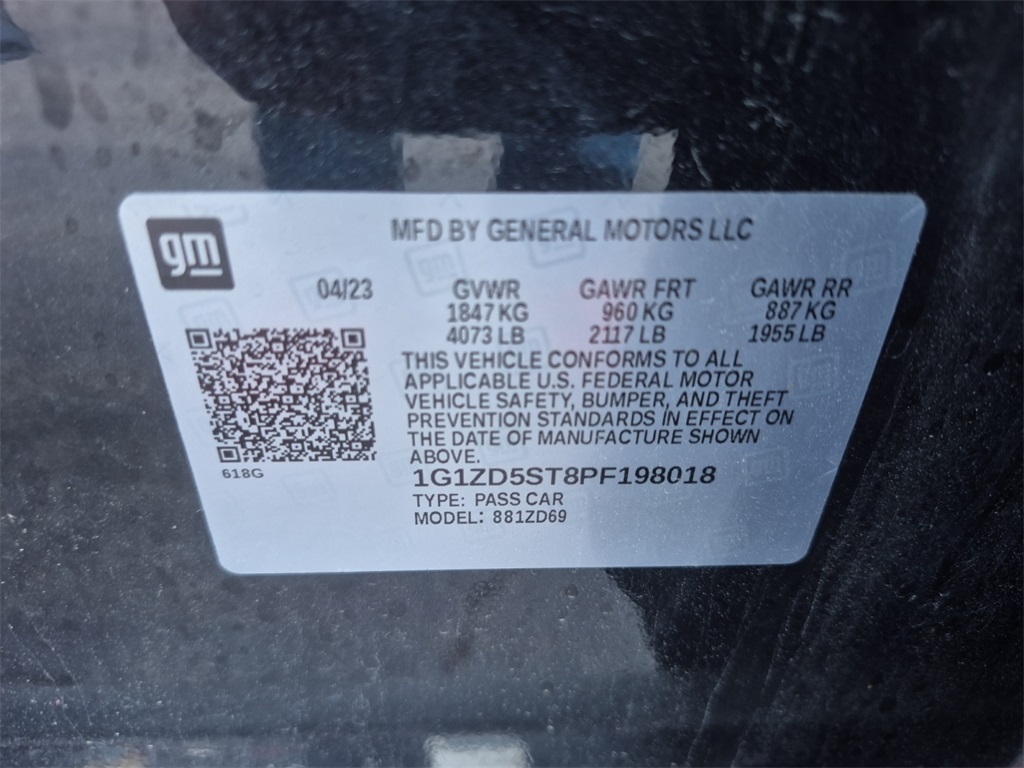 gm
MFD BY GENERAL MOTORS LLC
04/23 GVWR GAWR FRT GAWR RR
1847 KG 960 KG 887 KG
4073 LB 2117 LB 1955 LB
THIS VEHICLE CONFORMS TO ALL
APPLICABLE U.S. FEDERAL MOTOR
VEHICLE SAFETY, BUMPER, AND THEFT
PREVENTION STANDARDS IN EFFECT ON
THE DATE OF MANUFACTURE SHOWN
ABOVE.
618G
1G1ZD5ST8PF198018
TYPE: PASS CAR
MODEL: 881ZD69